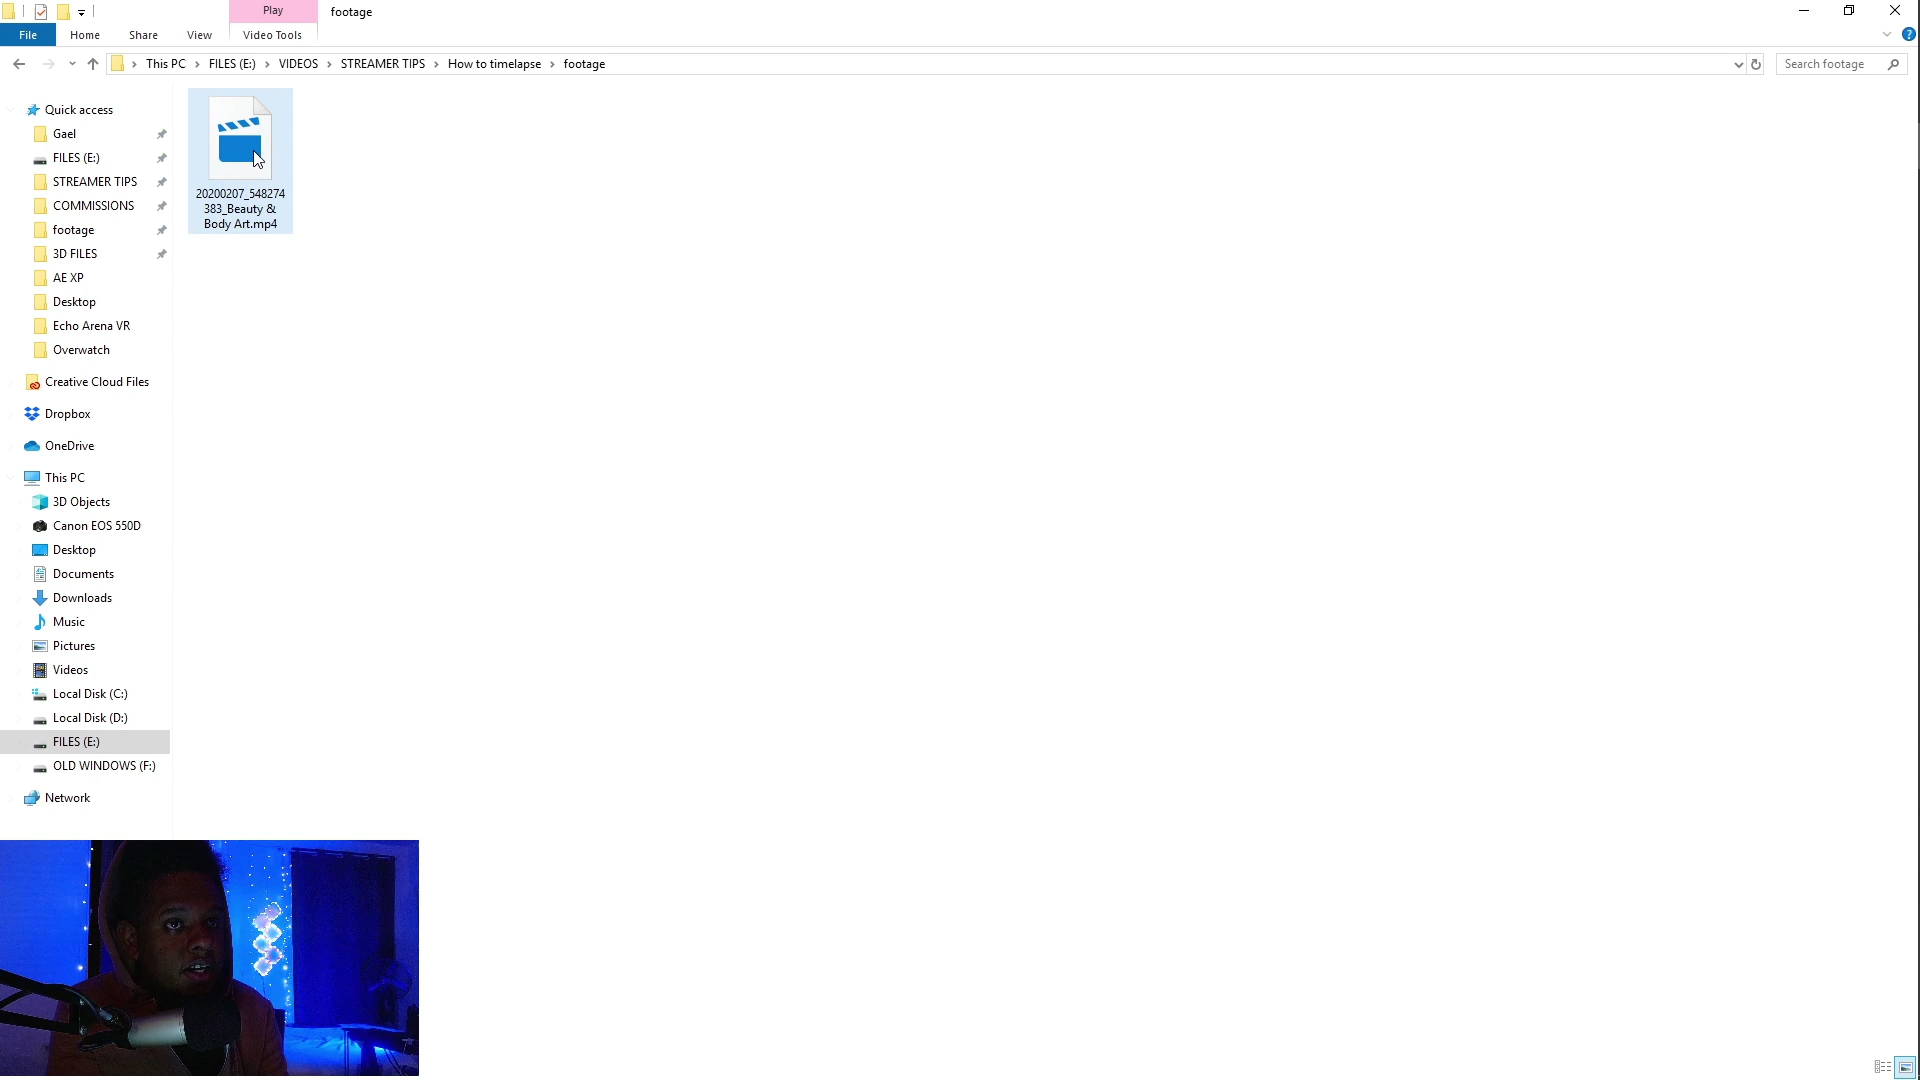 Play
footage
File
Home
Share
View
Video Tools
This PC
FILES (E:)
VIDEOS
STREAMER TIPS
How to timelapse
footage
Search footage
Quick access
Gael
FILES (E:)
STREAMER TIPS
COMMISSIONS
footage
3D FILES
AE XP
Desktop
Echo Arena VR
Overwatch
Creative Cloud Files
Dropbox
OneDrive
This PC
3D Objects
Canon EOS 550D
Desktop
Documents
Downloads
Music
Pictures
Videos
Local Disk (C:)
Local Disk (D:)
FILES (E:)
OLD WINDOWS (F:)
Network
20200207_548274
383_Beauty &
Body Art.mp4